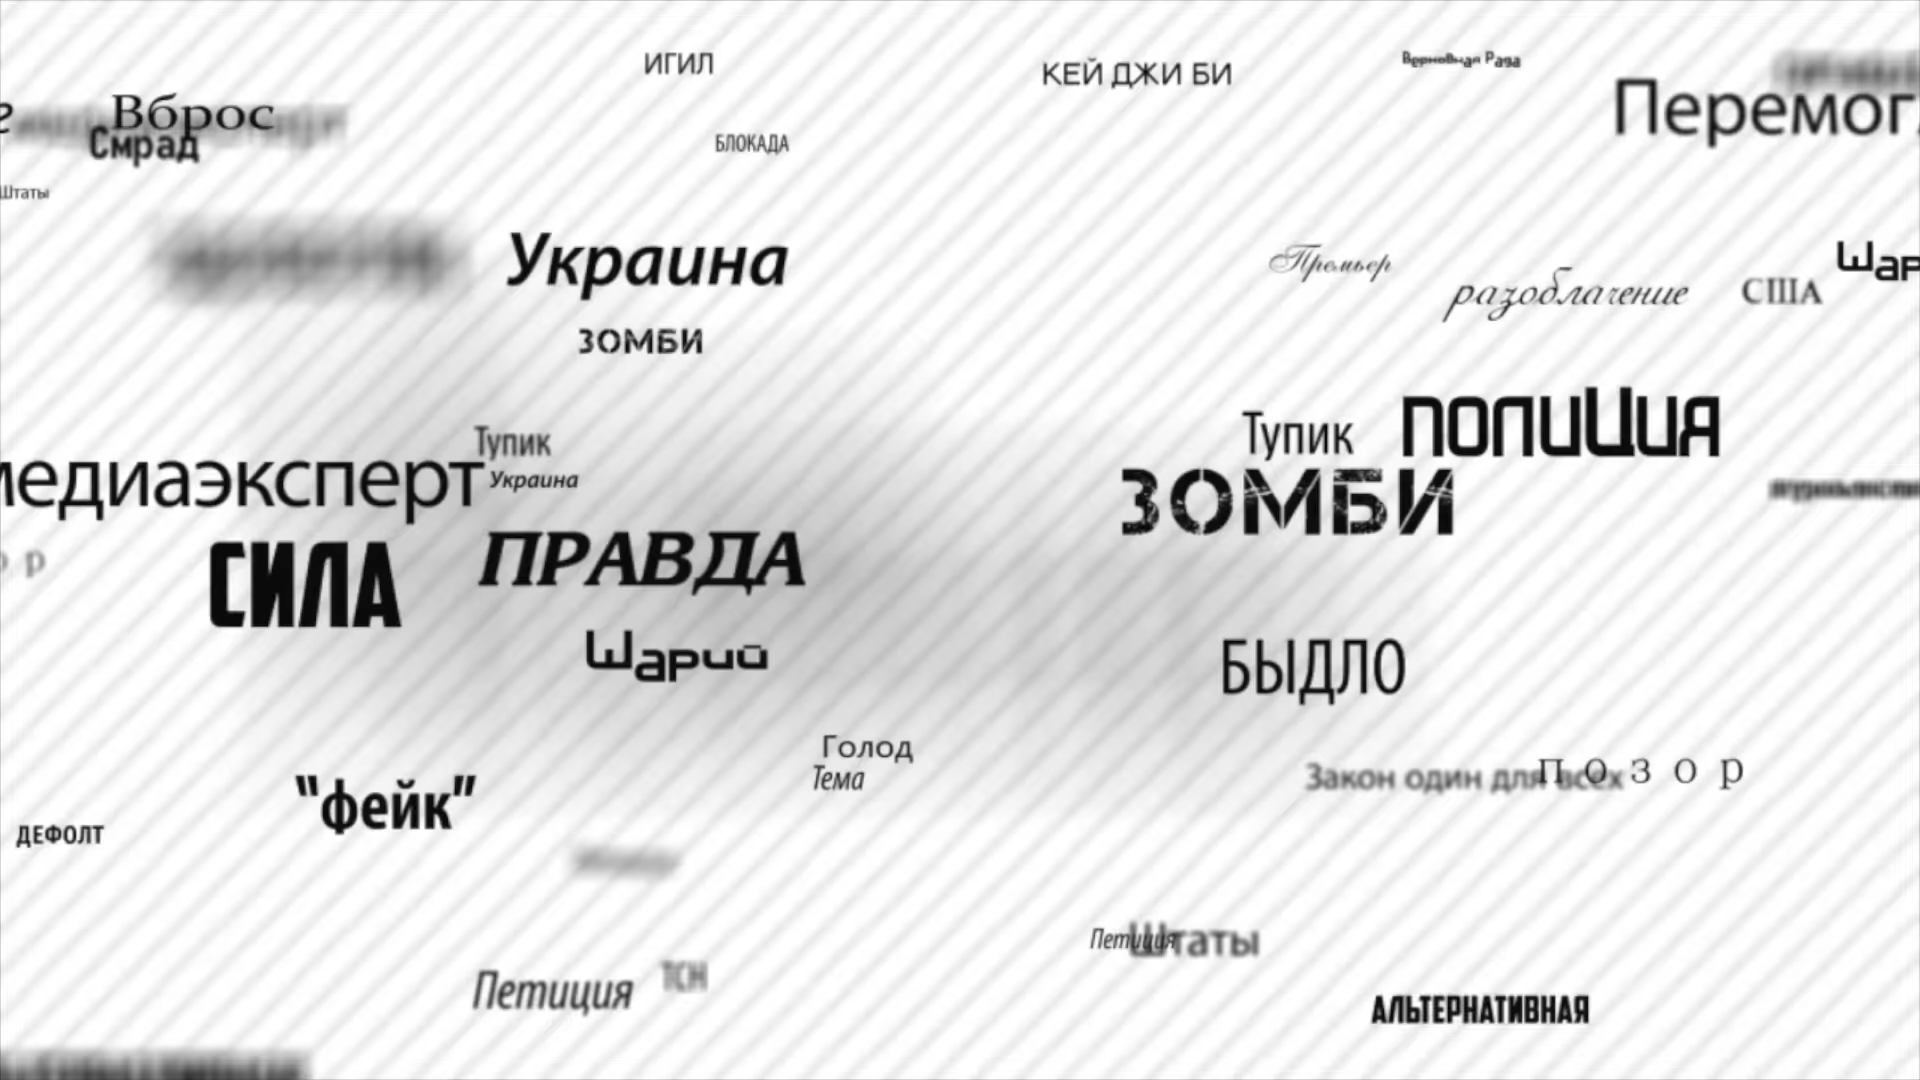 ИГИЛ
КЕЙ ДЖИ БИ
Верховная Рада
Вброс
Перемог
Смрад
БЛОКАДА
Штаты
Украина
Премьер
разоблачение
США
Шар
ЗОМБИ
Тупик
Тупик
полиция
медиаэксперт
Украина
ЗОМБИ
о р
СИЛА
ПРАВДА
Шарий
БЫДЛО
Голод
Тема
Закон один для всех
позор
"фейк"
ДЕФОЛТ
Петиция
Штаты
Петиция
ТСН
АЛЬТЕРНАТИВНАЯ